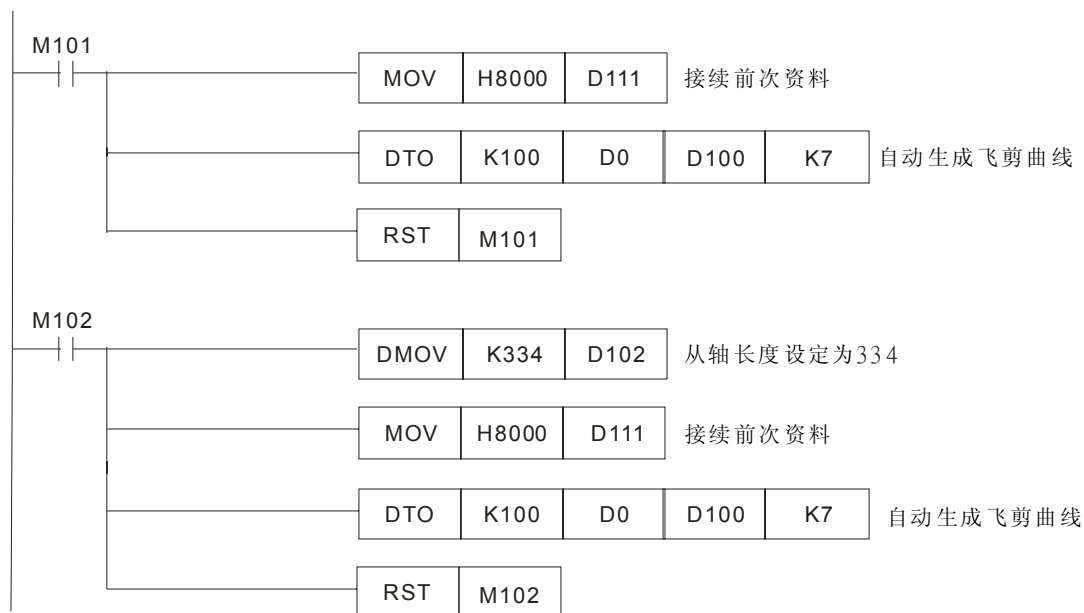 M101
MOV H8000 D111 接续前次资料
DTO K100 D0 D100 K7 自动生成飞剪曲线
RST M101
M102
DMOV K334 D102 从轴长度设定为334
MOV H8000 D111 接续前次资料
DTO K100 D0 D100 K7 自动生成飞剪曲线
RST M102